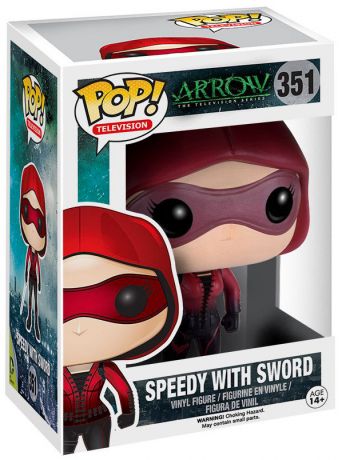 POP!
TELEVISION
ARROW
THE TELEVISION SERIES
351
SPEEDY WITH SWORD
VINYL FIGURE / FIGURINE EN VINYLE /
FIGURA DE VINIL
WARNING: CHOKING HAZARD.
May contain small parts.
AGE
14+
POP!
TELEVISION
SPEEDY WITH SWORD
351